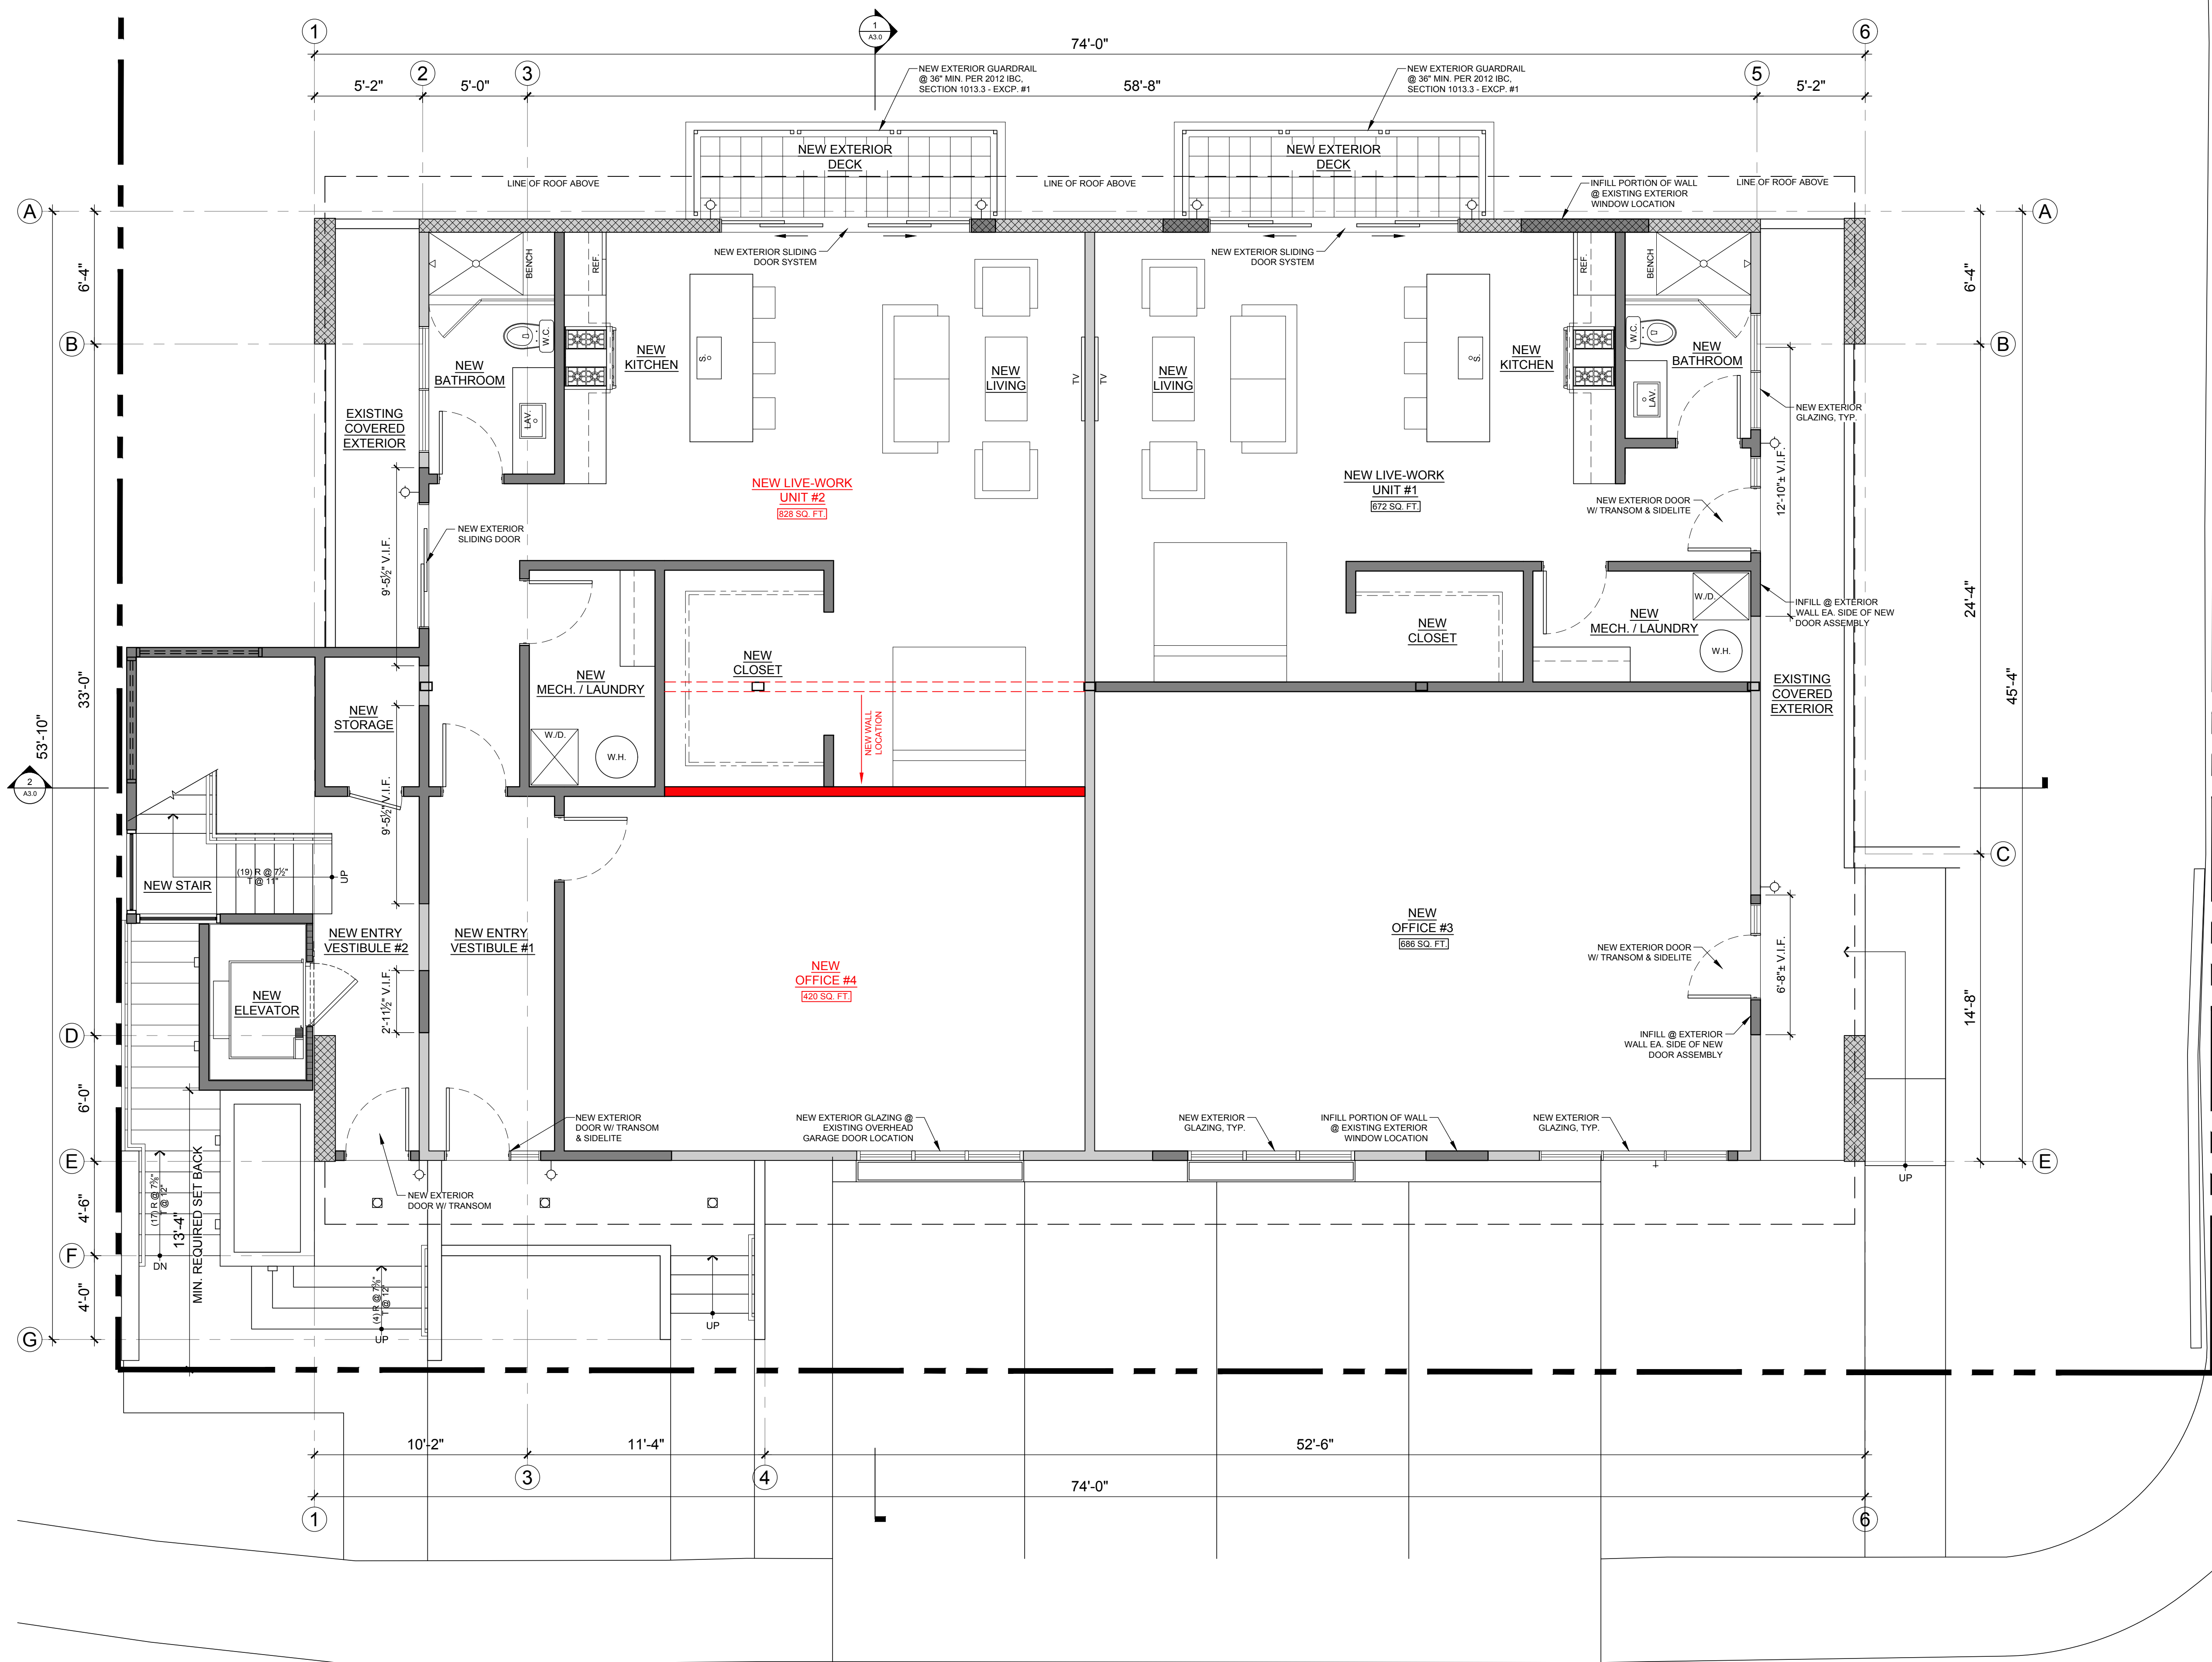 1
1
A3.0
6
74'-0"
2
3
5
5'-2"
5'-0"
58'-8"
5'-2"
NEW EXTERIOR GUARDRAIL
@ 36" MIN. PER 2012 IBC,
SECTION 1013.3 - EXCP. #1
NEW EXTERIOR GUARDRAIL
@ 36" MIN. PER 2012 IBC,
SECTION 1013.3 - EXCP. #1
NEW EXTERIOR
DECK
NEW EXTERIOR
DECK
LINE OF ROOF ABOVE
LINE OF ROOF ABOVE
LINE OF ROOF ABOVE
INFILL PORTION OF WALL
@ EXISTING EXTERIOR
WINDOW LOCATION
A
A
NEW EXTERIOR SLIDING
DOOR SYSTEM
NEW EXTERIOR SLIDING
DOOR SYSTEM
BENCH
REF.
REF.
BENCH
6'-4"
6'-4"
B
B
W.C.
W.C.
NEW
BATHROOM
NEW
KITCHEN
S.
NEW
LIVING
TV
TV
NEW
LIVING
S.
NEW
KITCHEN
NEW
BATHROOM
LAV.
LAV.
EXISTING
COVERED
EXTERIOR
NEW EXTERIOR
GLAZING, TYP.
NEW LIVE-WORK
UNIT #2
828 SQ. FT.
NEW LIVE-WORK
UNIT #1
672 SQ. FT.
NEW EXTERIOR DOOR
W/ TRANSOM & SIDELITE
12'-10"± V.I.F.
NEW EXTERIOR
SLIDING DOOR
9'-5½" V.I.F.
W./D.
INFILL @ EXTERIOR
WALL EA. SIDE OF NEW
DOOR ASSEMBLY
24'-4"
NEW
MECH. / LAUNDRY
NEW
CLOSET
NEW
CLOSET
NEW
MECH. / LAUNDRY
W.H.
33'-0"
53'-10"
45'-4"
EXISTING
COVERED
EXTERIOR
NEW
STORAGE
NEW WALL
LOCATION
W./D.
W.H.
2
A3.0
9'-5½" V.I.F.
C
NEW STAIR
(19) R @ 7½"
T @ 11"
UP
NEW ENTRY
VESTIBULE #2
NEW ENTRY
VESTIBULE #1
NEW
OFFICE #3
686 SQ. FT.
NEW EXTERIOR DOOR
W/ TRANSOM & SIDELITE
6'-8"± V.I.F.
NEW
OFFICE #4
420 SQ. FT.
NEW
ELEVATOR
2'-11½" V.I.F.
14'-8"
D
INFILL @ EXTERIOR
WALL EA. SIDE OF NEW
DOOR ASSEMBLY
6'-0"
NEW EXTERIOR
DOOR W/ TRANSOM
& SIDELITE
NEW EXTERIOR GLAZING @
EXISTING OVERHEAD
GARAGE DOOR LOCATION
NEW EXTERIOR
GLAZING, TYP.
INFILL PORTION OF WALL
@ EXISTING EXTERIOR
WINDOW LOCATION
NEW EXTERIOR
GLAZING, TYP.
E
E
UP
4'-6"
(17) R @ 7⅜"
T @ 12"
13'-4"
MIN. REQUIRED SET BACK
NEW EXTERIOR
DOOR W/ TRANSOM
F
DN
4'-0"
(4) R @ 7⅜"
T @ 12"
UP
UP
G
10'-2"
11'-4"
52'-6"
3
4
74'-0"
1
6